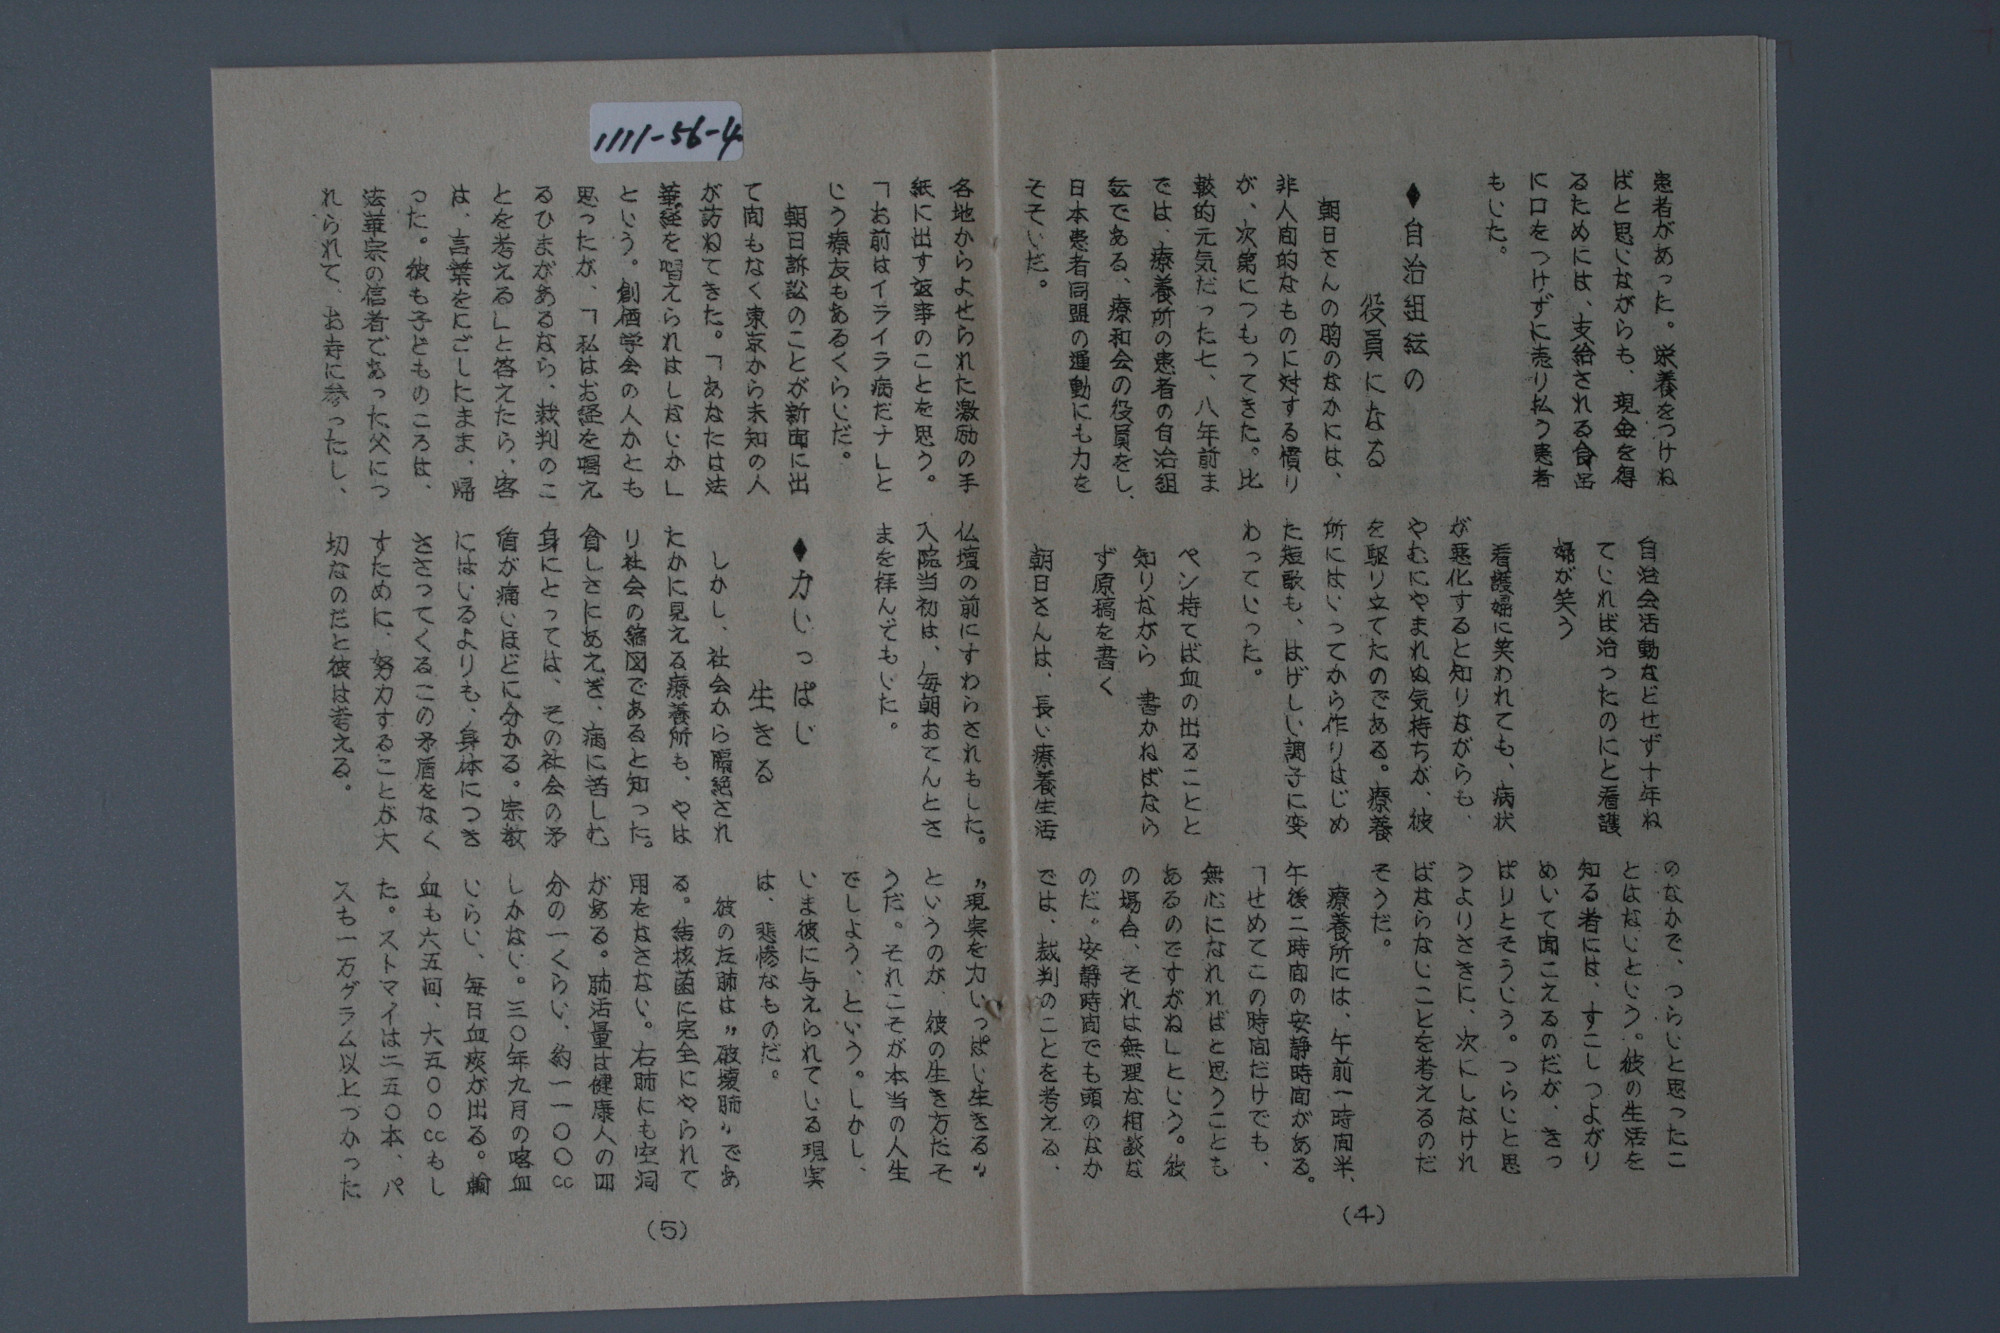 1111-56-4
患者があった。栄養をつけね
ばと思いながらも、現金を得
るためには、支給される食
に口をつけずに売り払う患者
もいた。
◆自治組紜の
役員になる
朝日さんの胸のなかには、
非人間的なものに対する憤り
が、次第につもってきた。比
較的元気だった七、八年前ま
では、療養所の患者の自治組
紜である、療和会の役員をし、
日本患者同盟の運動にも力を
そそいだ。
自治会活動などせず十年ね
ていれば治ったのにと看護
婦が笑う
看護婦に笑われても、病状
が悪化すると知りながらも、
やむにやまれぬ気持ちが、彼
を駆り立てたのである。療養
所にはいってから作りはじめ
た短歌も、はげしい調子に変
わっていった。
ペン持てば血の出ることと
知りながら 書かねばなら
ず原稿を書く
朝日さんは、長い療養生活
のなかで、つらいと思ったこ
とはないという。彼の生活を
知る者には、すこしつよがり
めいて聞こえるのだが、きっ
ぱりとそういう。つらいと思
うよりさきに、次にしなけれ
ばならないことを考えるのだ
そうだ。
療養所には、午前一時間半、
午後二時間の安静時間がある。
「せめてこの時間だけでも、
無心になれればと思うことも
あるのですがね」という。彼
の場合、それは無理な相談な
のだ。安静時間でも頭のなか
では、裁判のことを考える、
(4)
各地からよせられた激励の手
紙に出す返事のことを思う。
「お前はイライラ病だナ」と
いう療友もあるくらいだ。
朝日訴訟のことが新聞に出
て間もなく東京から未知の人
が訪ねてきた。「あなたは法
華経を唱えられはしないか」
という。創価学会の人かとも
思ったが、「私はお経を唱え
るひまがあるなら、裁判のこ
とを考える」と答えたら、客
は、言葉をにごしたまま、帰
った。彼も子どものころは、
法華宗の信者であった父につ
れられて、お寺に参ったし、
仏壇の前にすわらされもした。
入院当初は、毎朝おてんとさ
まを拝んでもいた。
◆力いっぱい
生きる
しかし、社会から隔絶され
たかに見える療養所も、やは
り社会の縮図であると知った。
貧しさにあえぎ、病に苦しむ
身にとっては、その社会の矛
盾が痛いほどに分かる。宗教
にはいるよりも、身体につき
ささってくるこの矛盾をなく
すために、努力することが大
切なのだと彼は考える。
〝現実を力いっぱい生きる〟
というのが、彼の生き方だそ
うだ。それこそが本当の人生
でしよう、という。しかし、
いま彼に与えられている現実
は、悲惨なものだ。
彼の左肺は〝破壊肺〟であ
る。結核菌に完全にやられて
用をなさない。右肺にも空洞
がある。肺活量は健康人の四
分の一くらい、約一一〇〇cc
しかない。三〇年九月の喀血
いらい、毎日血痰が出る。輸
血も六五回、六五〇〇ccもし
た。ストマイは二五〇本、パ
スも一万グラム以上つかった
(5)